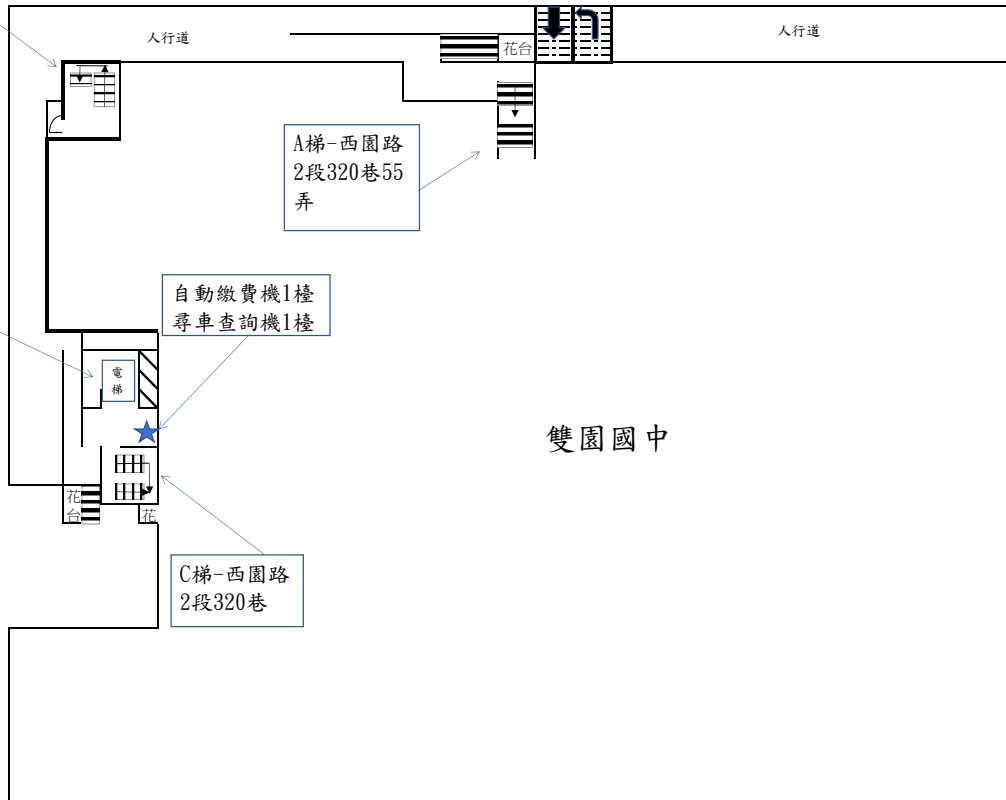 人行道
人行道
花台
A梯-西園路
2段320巷55
弄
自動繳費機1檯
尋車查詢機1檯
電
梯
雙園國中
花
台
花
C梯-西園路
2段320巷